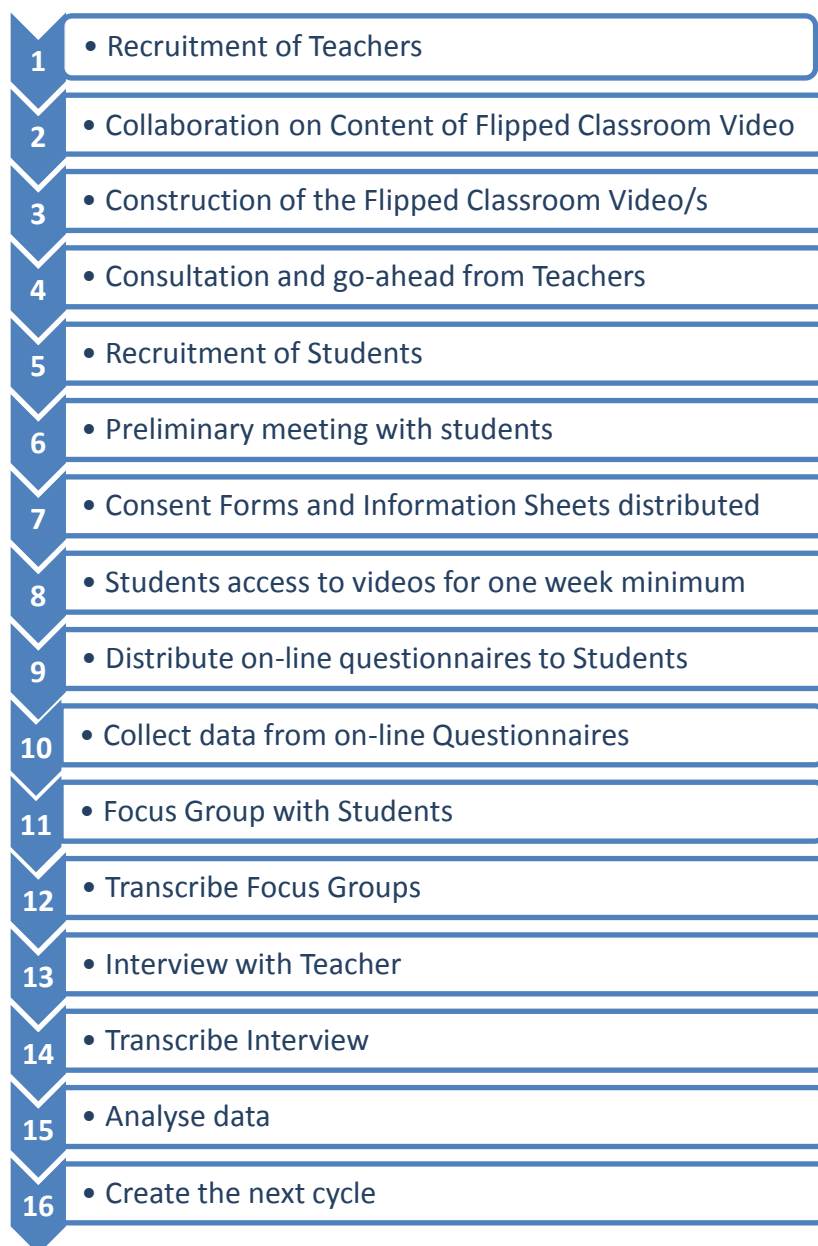 1 • Recruitment of Teachers
2 • Collaboration on Content of Flipped Classroom Video
3 • Construction of the Flipped Classroom Video/s
4 • Consultation and go-ahead from Teachers
5 • Recruitment of Students
6 • Preliminary meeting with students
7 • Consent Forms and Information Sheets distributed
8 • Students access to videos for one week minimum
9 • Distribute on-line questionnaires to Students
10 • Collect data from on-line Questionnaires
11 • Focus Group with Students
12 • Transcribe Focus Groups
13 • Interview with Teacher
14 • Transcribe Interview
15 • Analyse data
16 • Create the next cycle